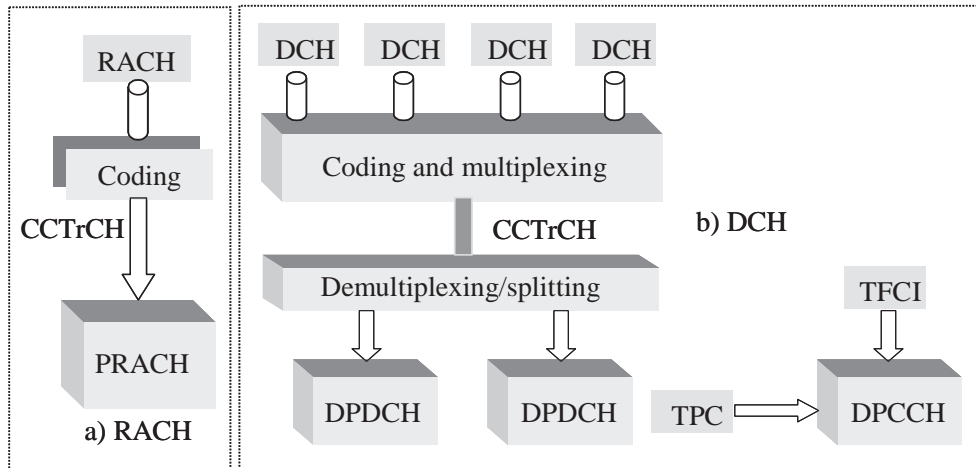 RACH
Coding
CCTrCH
PRACH
a) RACH
DCH DCH DCH DCH
Coding and multiplexing
CCTrCH
b) DCH
Demultiplexing/splitting
TFCI
DPDCH
DPDCH
TPC
DPCCH